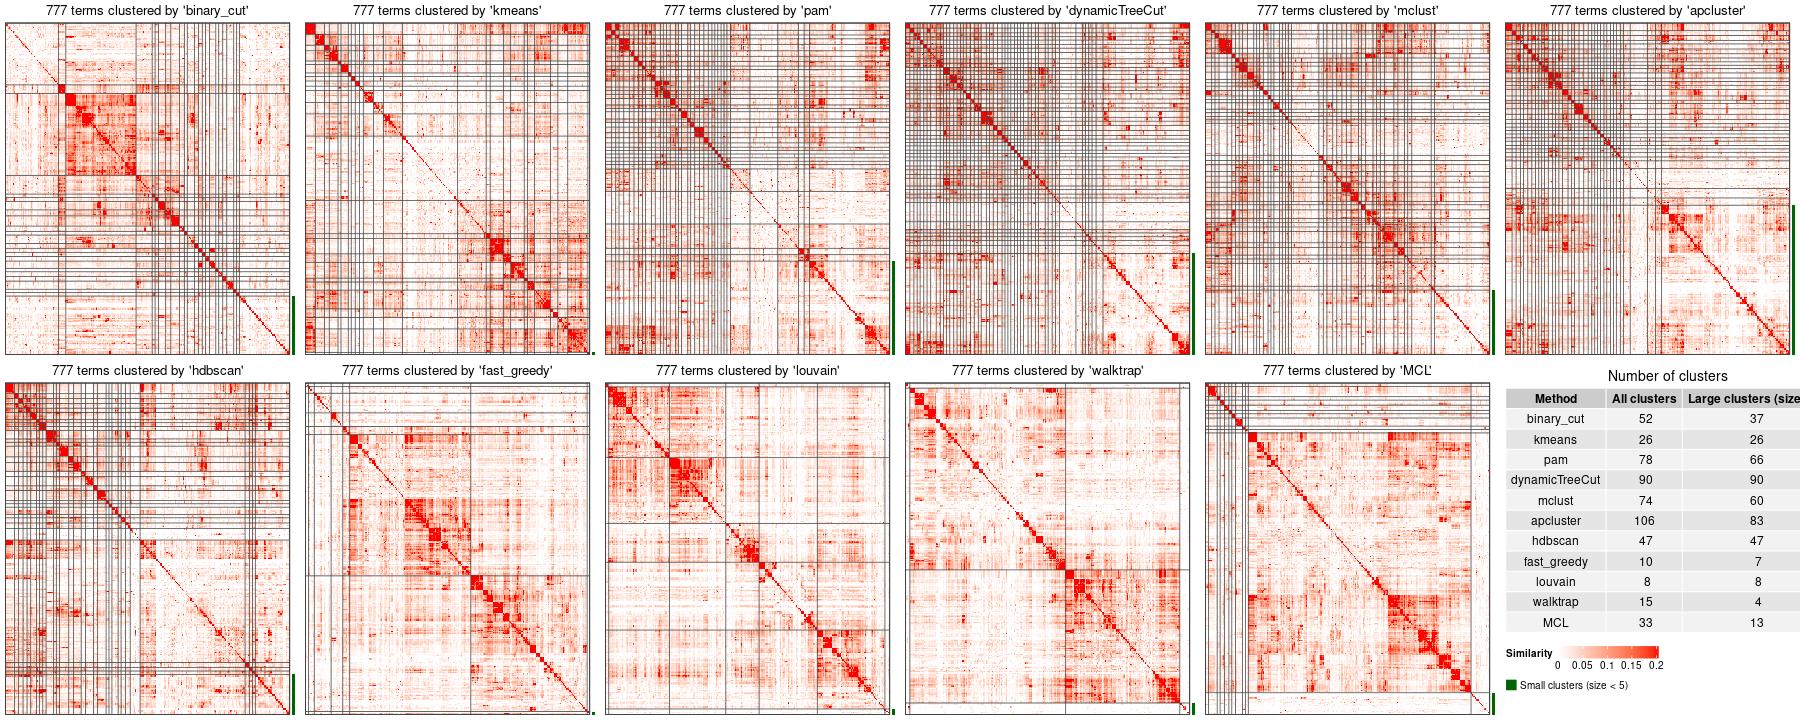 777 terms clustered by 'binary_cut'
777 terms clustered by 'kmeans'
777 terms clustered by 'pam'
777 terms clustered by 'dynamicTreeCut'
777 terms clustered by 'mclust'
777 terms clustered by 'apcluster'
777 terms clustered by 'hdbscan'
777 terms clustered by 'fast_greedy'
777 terms clustered by 'louvain'
777 terms clustered by 'walktrap'
777 terms clustered by 'MCL'
Number of clusters
Method All clusters Large clusters (size
binary_cut 52 37
kmeans 26 26
pam 78 66
dynamicTreeCut 90 90
mclust 74 60
apcluster 106 83
hdbscan 47 47
fast_greedy 10 7
louvain 8 8
walktrap 15 4
MCL 33 13
Similarity
0 0.05 0.1 0.15 0.2
Small clusters (size < 5)